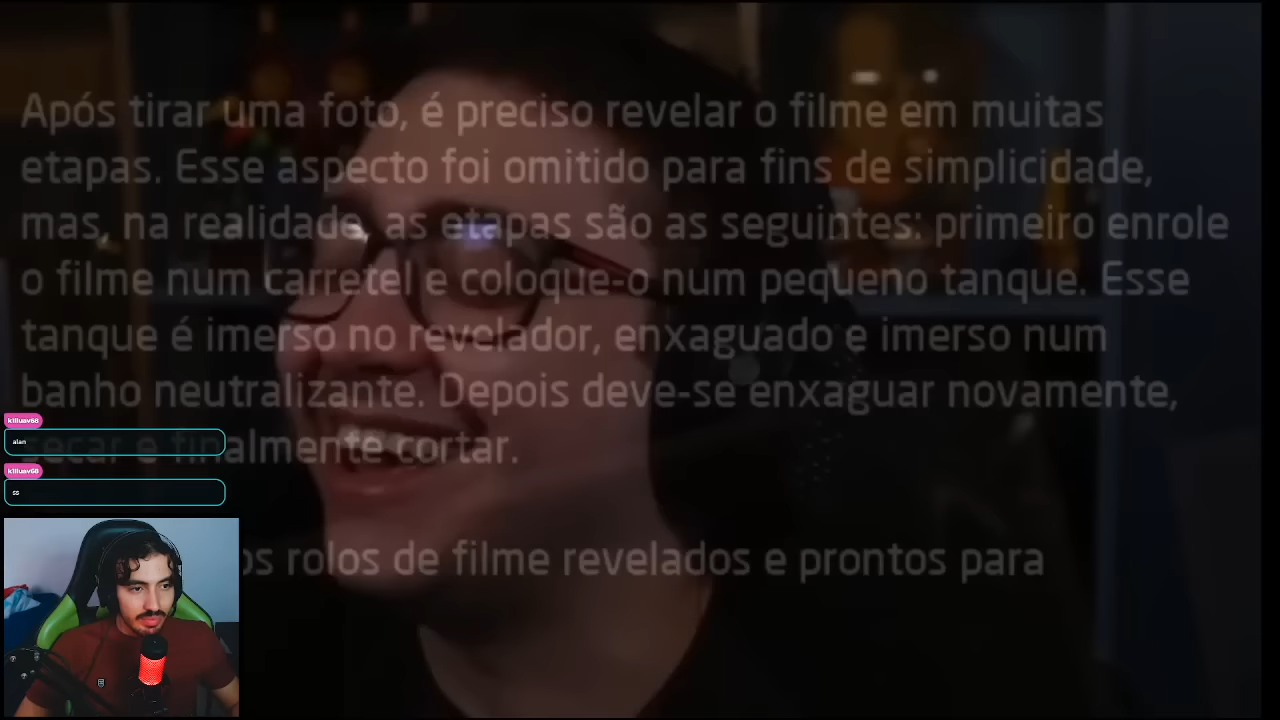 Após tirar uma foto, é preciso revelar o filme em muitas
etapas. Esse aspecto foi omitido para fins de simplicidade,
mas, na realidade, as etapas são as seguintes: primeiro enrole
o filme num carretel e coloque-o num pequeno tanque. Esse
tanque é imerso no revelador, enxaguado e imerso num
banho neutralizante. Depois deve-se enxaguar novamente,
secar e finalmente cortar.
killuav68
alan
killuav68
ss
os rolos de filme revelados e prontos para